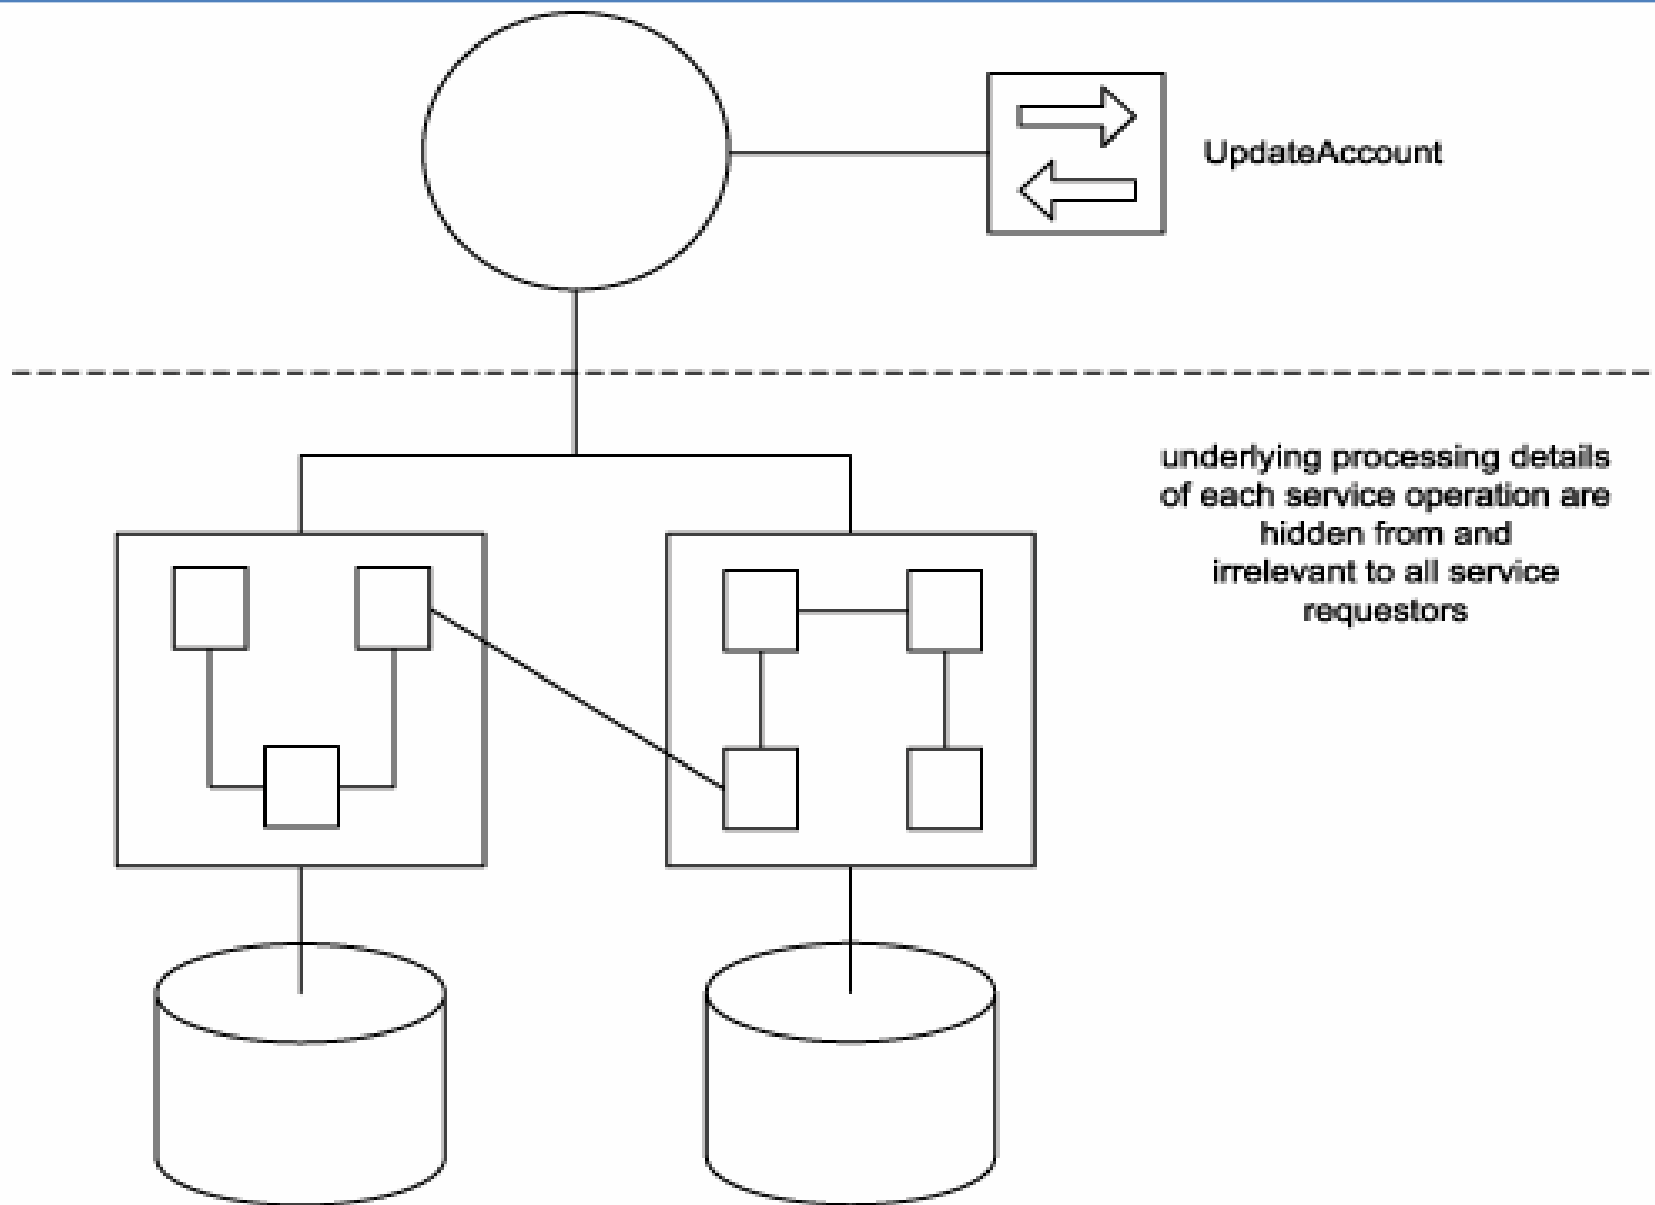 UpdateAccount
underlying processing details
of each service operation are
hidden from and
irrelevant to all service
requestors